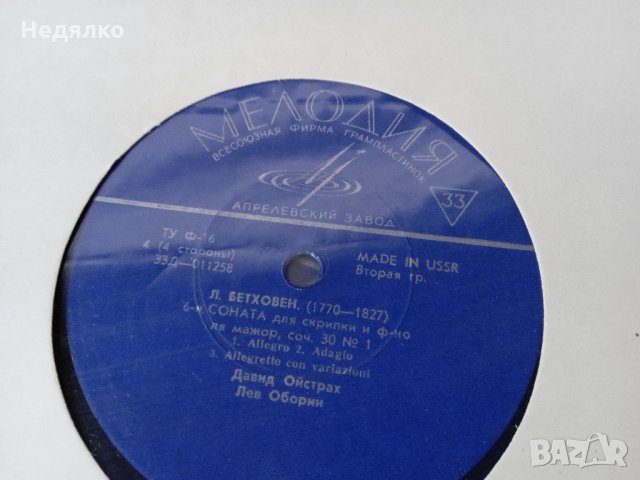 Недялко
МЕЛОДИЯ
ВСЕСОЮЗНАЯ ФИРМА ГРАМПЛАСТИНОК
33
АПРЕЛЕВСКИЙ ЗАВОД
ТУ Ф-16
4 (4 стороны)
33Д—011258
MADE IN USSR
Вторая гр.
Л. БЕТХОВЕН. (1770—1827)
6-я СОНАТА для скрипки и ф-но
ля мажор, соч. 30 № 1
1. Allegro 2. Adagio
3. Allegretto con variazioni
Давид Ойстрах
Лев Оборин
BAZAR